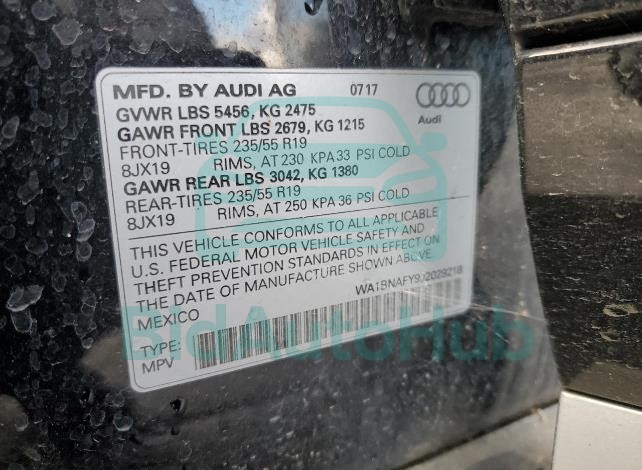 MFD. BY AUDI AG 0717
GVWR LBS 5456, KG 2475
GAWR FRONT LBS 2679, KG 1215
FRONT-TIRES 235/55 R19
8JX19 RIMS, AT 230 KPA 33 PSI COLD
GAWR REAR LBS 3042, KG 1380
REAR-TIRES 235/55 R19
8JX19 RIMS, AT 250 KPA 36 PSI COLD
Audi
THIS VEHICLE CONFORMS TO ALL APPLICABLE
U.S. FEDERAL MOTOR VEHICLE SAFETY AND
THEFT PREVENTION STANDARDS IN EFFECT ON
THE DATE OF MANUFACTURE SHOWN ABOVE.
MEXICO WA1BNAFY9J2029218
TYPE:
MPV
BidAutoHub